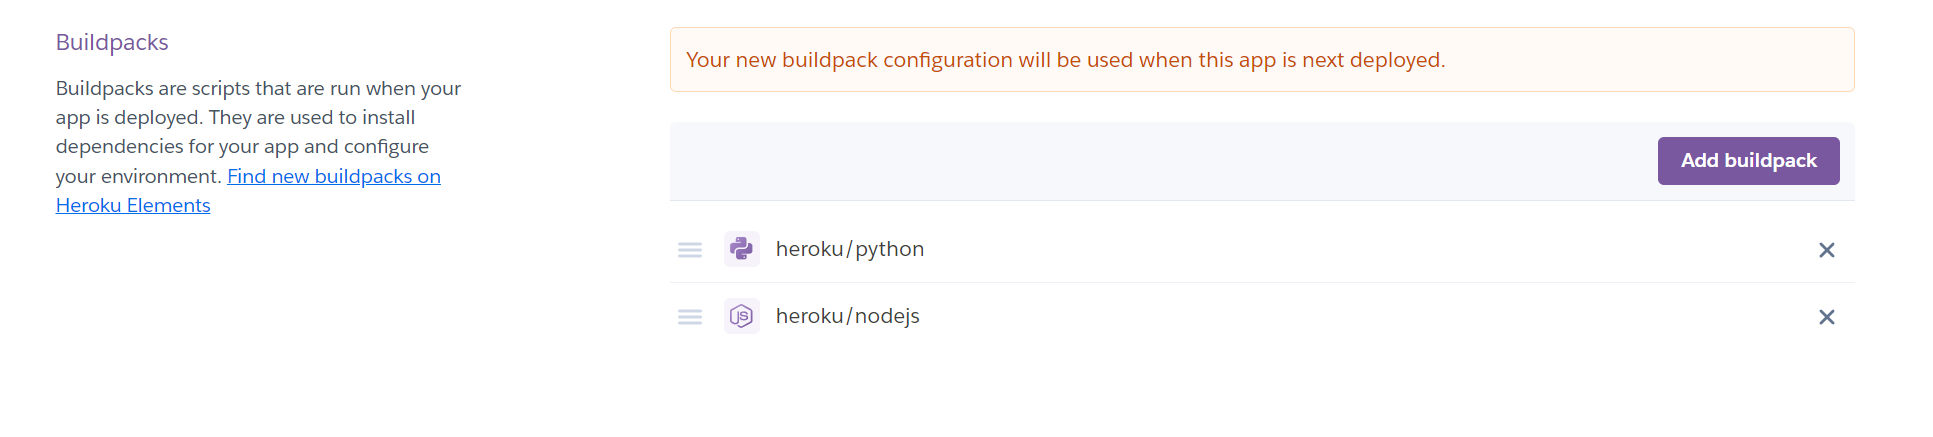 Buildpacks
Buildpacks are scripts that are run when your
app is deployed. They are used to install
dependencies for your app and configure
your environment. Find new buildpacks on
Heroku Elements
Your new buildpack configuration will be used when this app is next deployed.
Add buildpack
heroku/python
JS heroku/nodejs